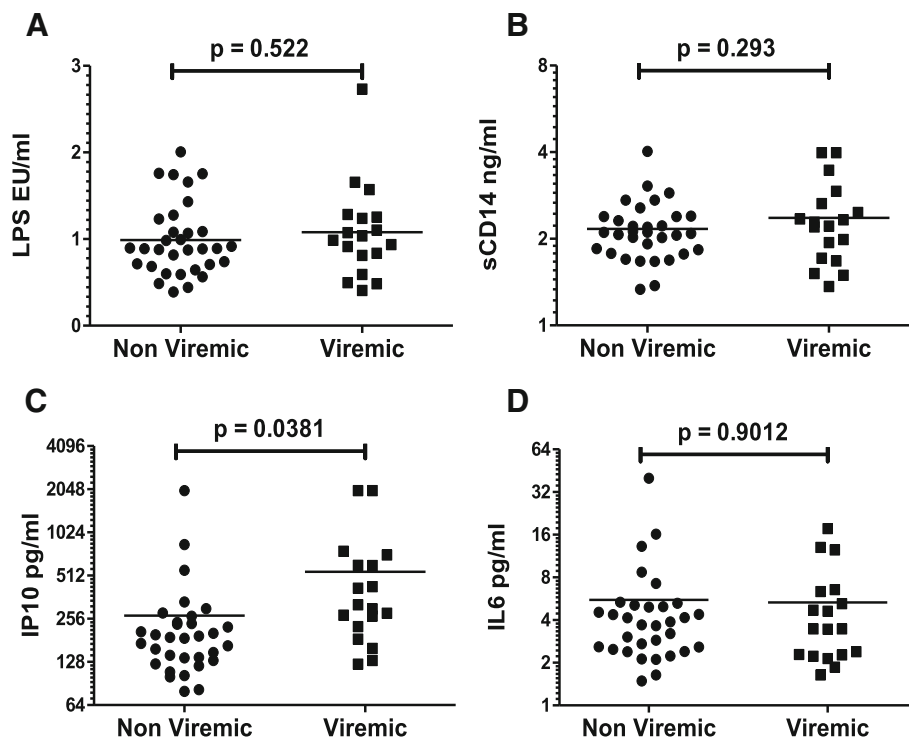 A
p = 0.522
LPS EU/ml
3
2
1
0
Non Viremic
Viremic
B
p = 0.293
sCD14 ng/ml
8
4
2
1
Non Viremic
Viremic
C
p = 0.0381
IP10 pg/ml
4096
2048
1024
512
256
128
64
Non Viremic
Viremic
D
p = 0.9012
IL6 pg/ml
64
32
16
8
4
2
1
Non Viremic
Viremic